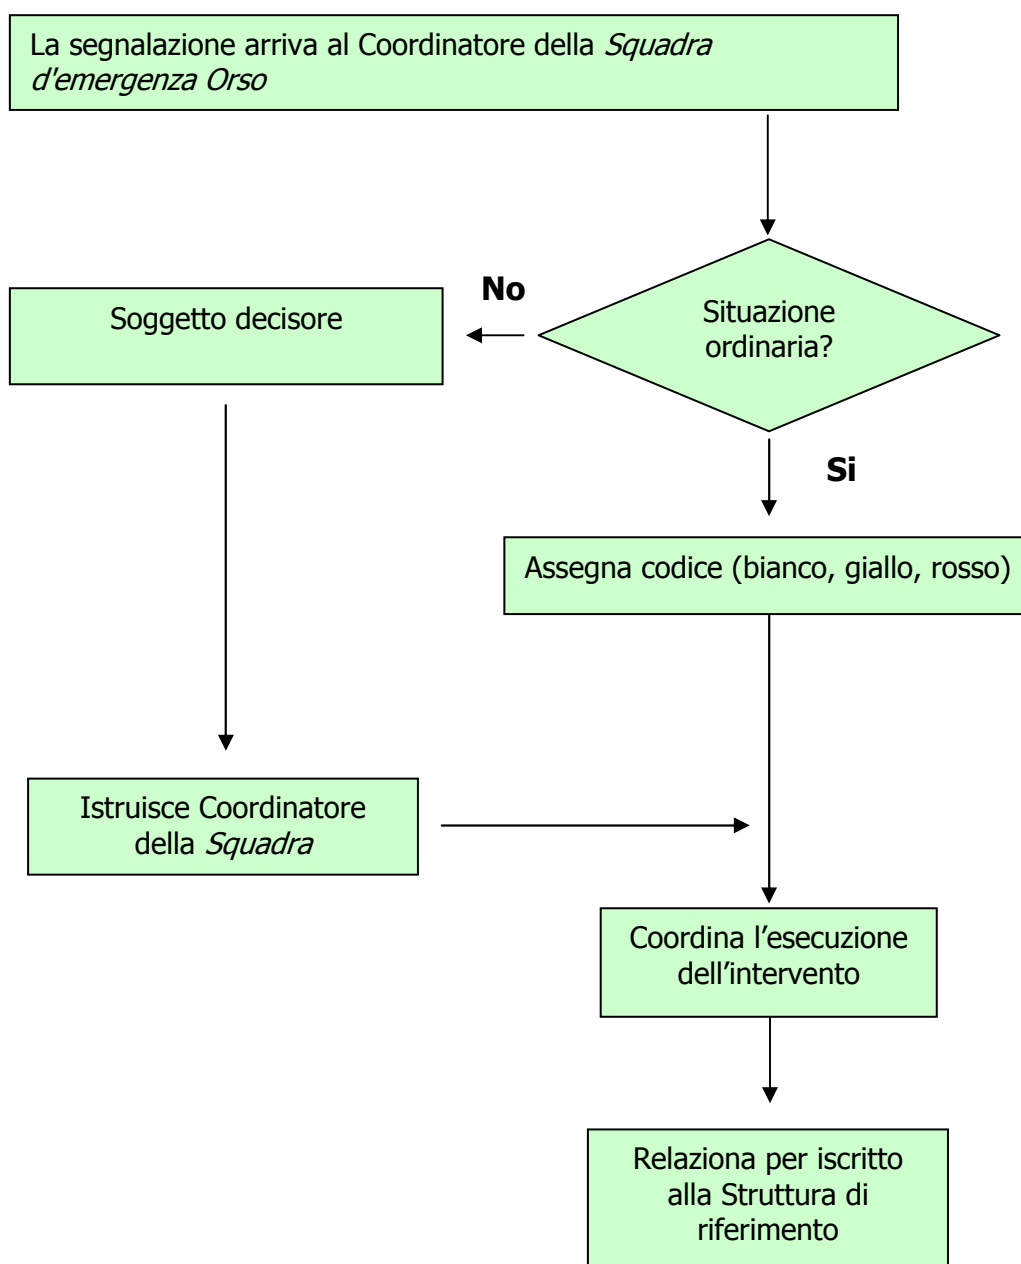 La segnalazione arriva al Coordinatore della Squadra
d'emergenza Orso
No
Soggetto decisore
Situazione
ordinaria?
Si
Assegna codice (bianco, giallo, rosso)
Istruisce Coordinatore
della Squadra
Coordina l’esecuzione
dell’intervento
Relaziona per iscritto
alla Struttura di
riferimento